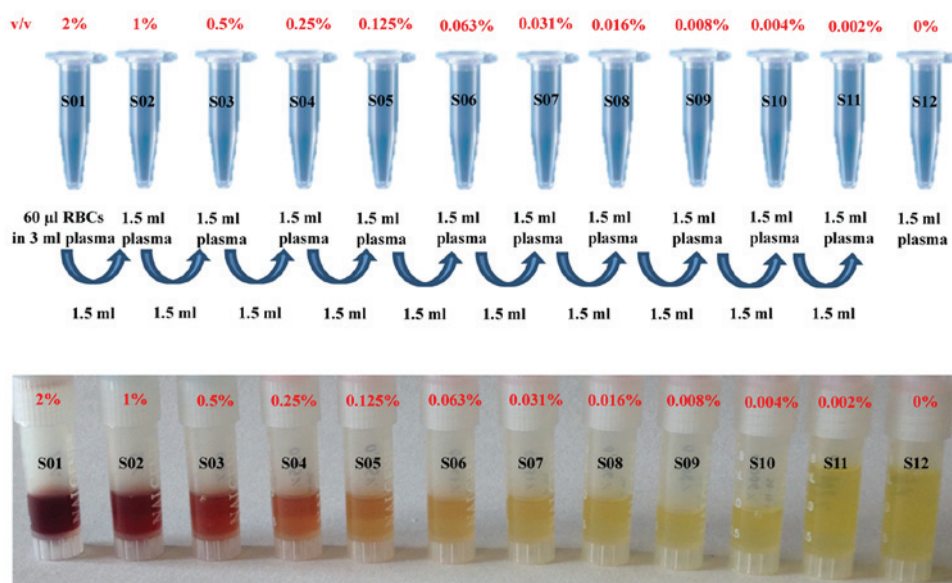 v/v 2% 1% 0.5% 0.25% 0.125% 0.063% 0.031% 0.016% 0.008% 0.004% 0.002% 0%
S01 S02 S03 S04 S05 S06 S07 S08 S09 S10 S11 S12
60 µl RBCs 1.5 ml 1.5 ml 1.5 ml 1.5 ml 1.5 ml 1.5 ml 1.5 ml 1.5 ml 1.5 ml 1.5 ml 1.5 ml
in 3 ml plasma plasma plasma plasma plasma plasma plasma plasma plasma plasma plasma plasma
1.5 ml 1.5 ml 1.5 ml 1.5 ml 1.5 ml 1.5 ml 1.5 ml 1.5 ml 1.5 ml 1.5 ml
2% 1% 0.5% 0.25% 0.125% 0.063% 0.031% 0.016% 0.008% 0.004% 0.002% 0%
S01 S02 S03 S04 S05 S06 S07 S08 S09 S10 S11 S12